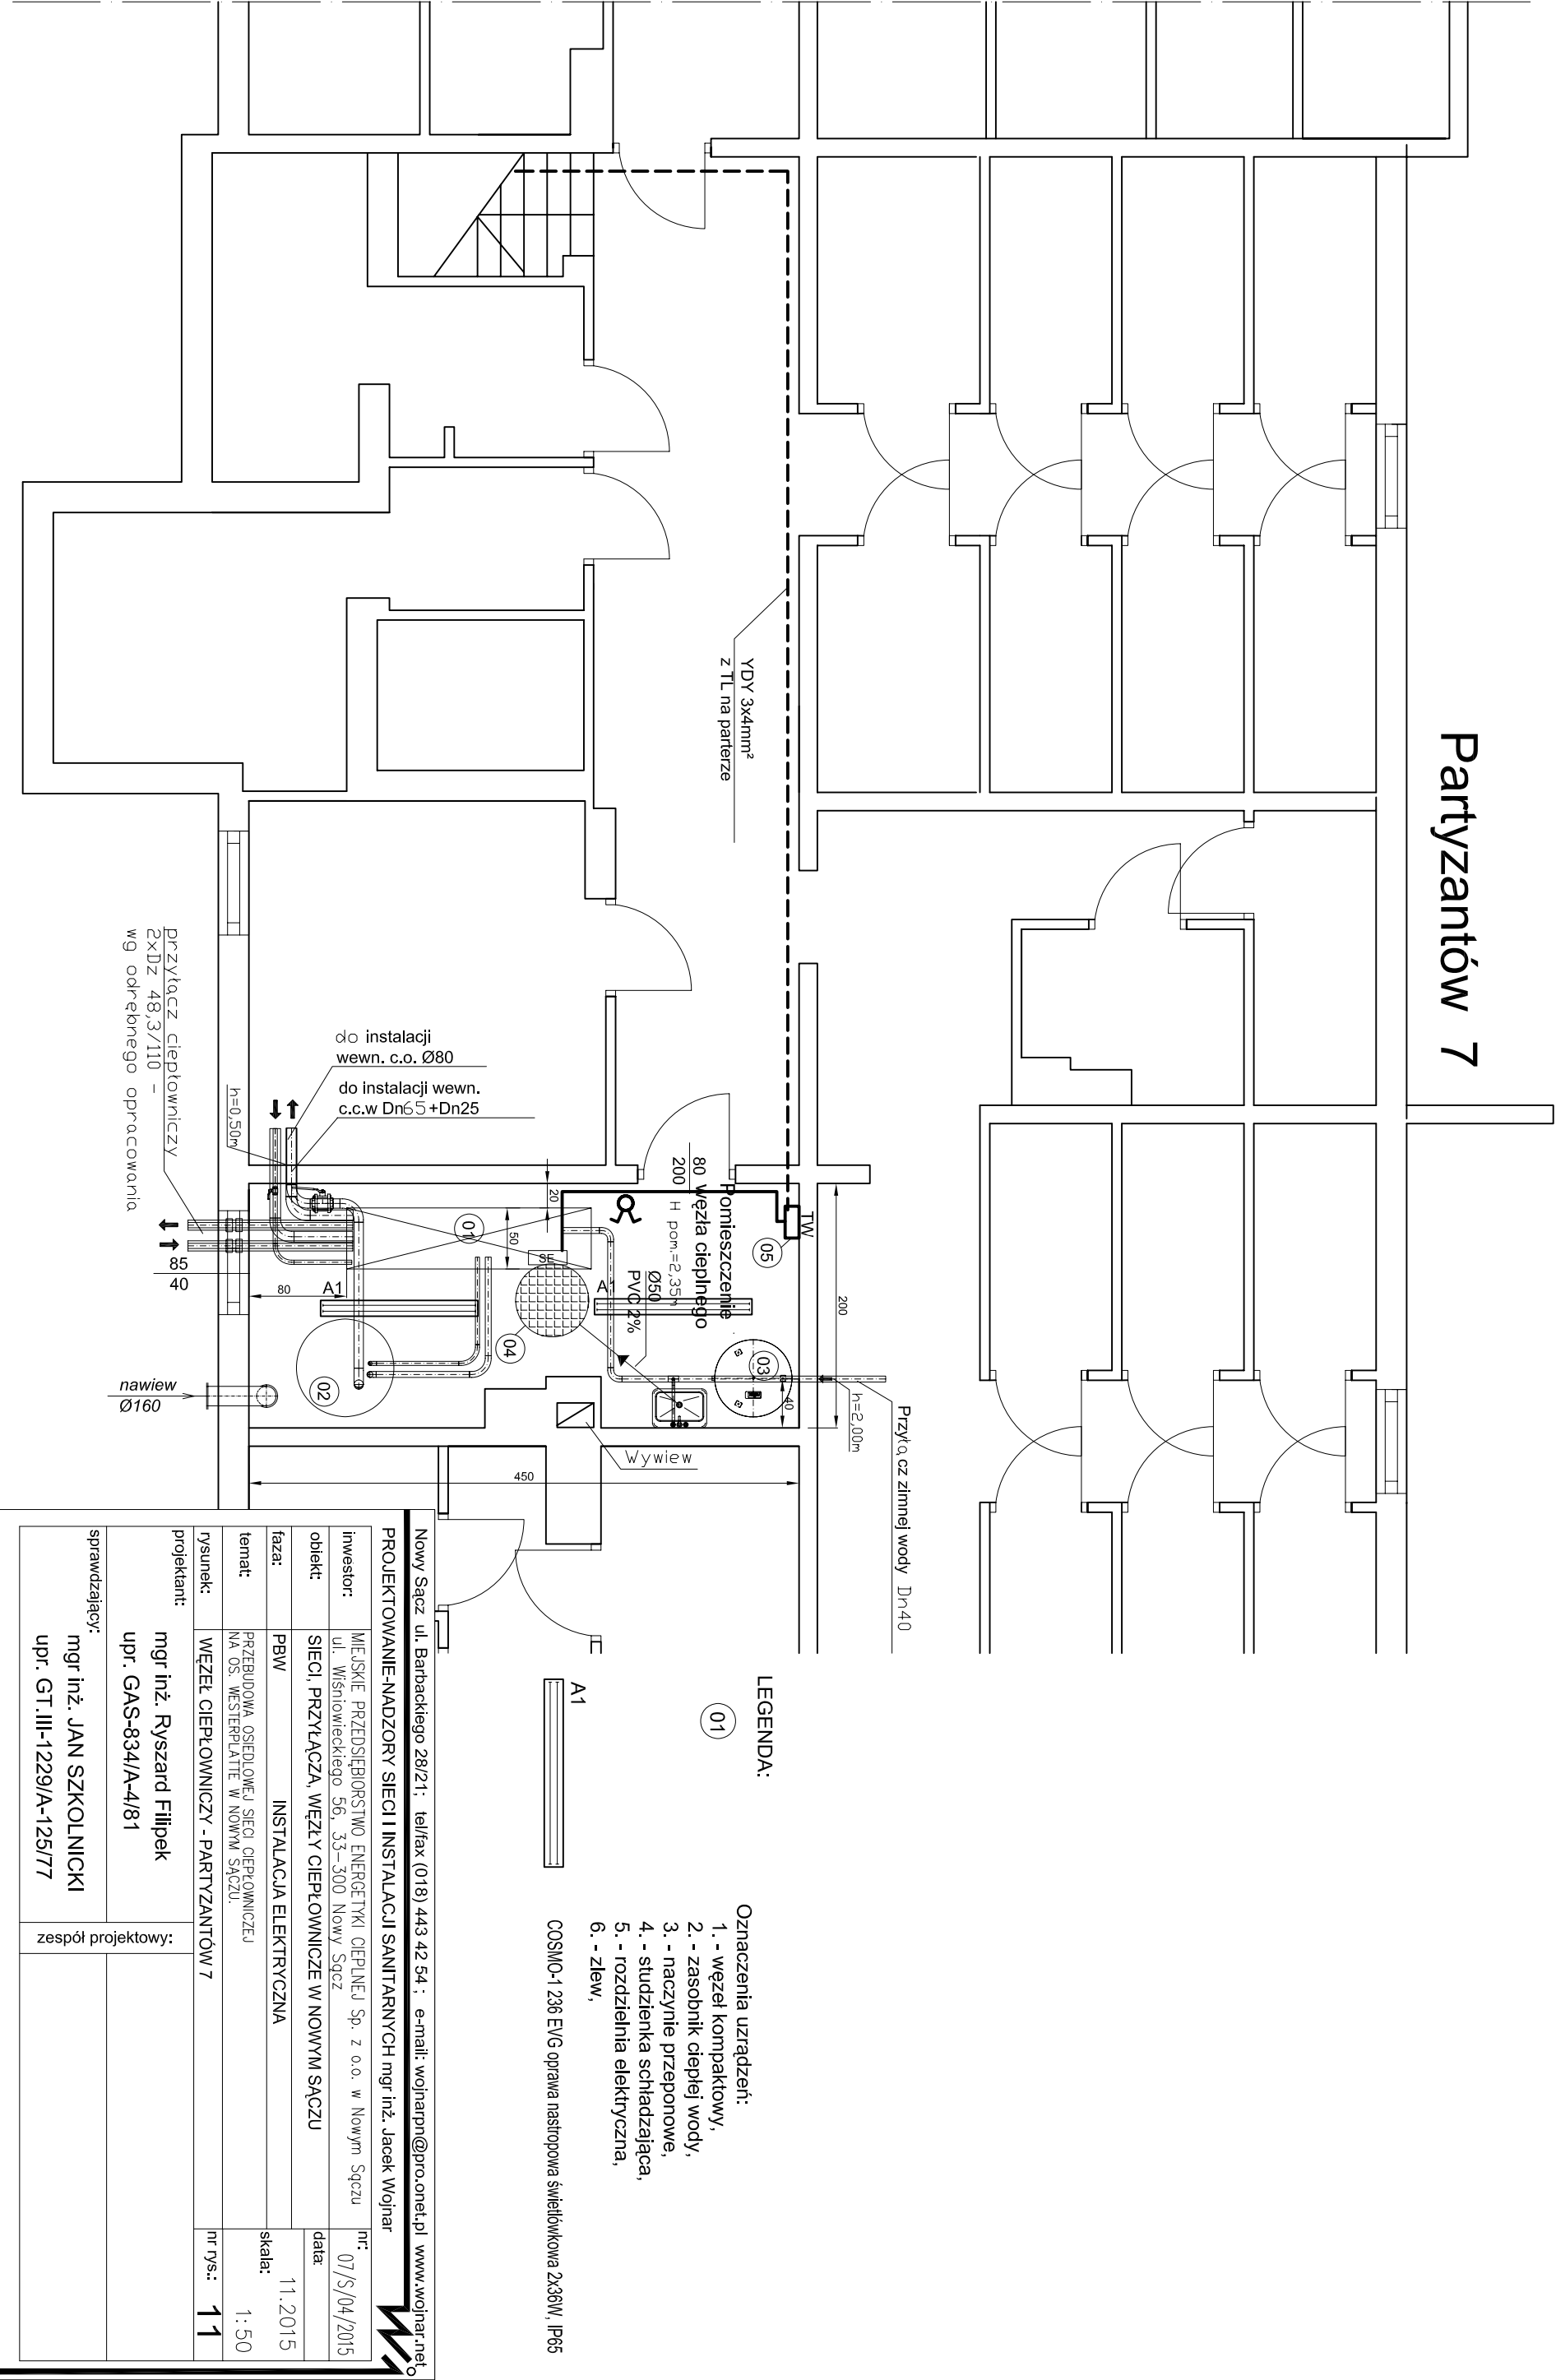 Partyzantów 7
YDY 3x4mm²
z TL na parterze
przyłącz ciepłowniczy
2xDz 48,3/110 -
wg odrębnego opracowania
do instalacji
wewn. c.o. Ø80
do instalacji wewn.
c.c.w Dn65+Dn25
h=0,50m
85
40
80
A1
nawiew
Ø160
20
50
01
02
SE
04
A1
80
200
Pomieszczenie
węzła cieplnego
H pom.=2,35m
Ø50
PVC 2%
TW
05
03
200
40
h=2,00m
Przyłącz zimnej wody Dn40
Wywiew
450
LEGENDA:
01
Oznaczenia uzrądzeń:
1. - węzeł kompaktowy,
2. - zasobnik ciepłej wody,
3. - naczynie przeponowe,
4. - studzienka schładzająca,
5. - rozdzielnia elektryczna,
6. - zlew,
A1
COSMO-1 236 EVG oprawa nastropowa świetlówkowa 2x36W, IP65
Nowy Sącz ul. Barbackiego 28/21; tel/fax (018) 443 42 54 ; e-mail: wojnarpn@pro.onet.pl www.wojnar.net
PROJEKTOWANIE-NADZORY SIECI I INSTALACJI SANITARNYCH mgr inż. Jacek Wojnar
inwestor: MIEJSKIE PRZEDSIĘBIORSTWO ENERGETYKI CIEPLNEJ Sp. z o.o. w Nowym Sączu
ul. Wiśniowieckiego 56, 33-300 Nowy Sącz
nr: 07/S/04/2015
obiekt: SIECI, PRZYŁĄCZA, WĘZŁY CIEPŁOWNICZE W NOWYM SĄCZU
data: 11.2015
faza: PBW INSTALACJA ELEKTRYCZNA
skala: 1:50
temat: PRZEBUDOWA OSIEDLOWEJ SIECI CIEPŁOWNICZEJ
NA OS. WESTERPLATTE W NOWYM SĄCZU.
rysunek: WĘZEŁ CIEPŁOWNICZY - PARTYZANTÓW 7
nr rys.: 11
projektant: mgr inż. Ryszard Filipek
upr. GAS-834/A-4/81
sprawdzający: mgr inż. JAN SZKOLNICKI
upr. GT.III-1229/A-125/77
zespół projektowy: